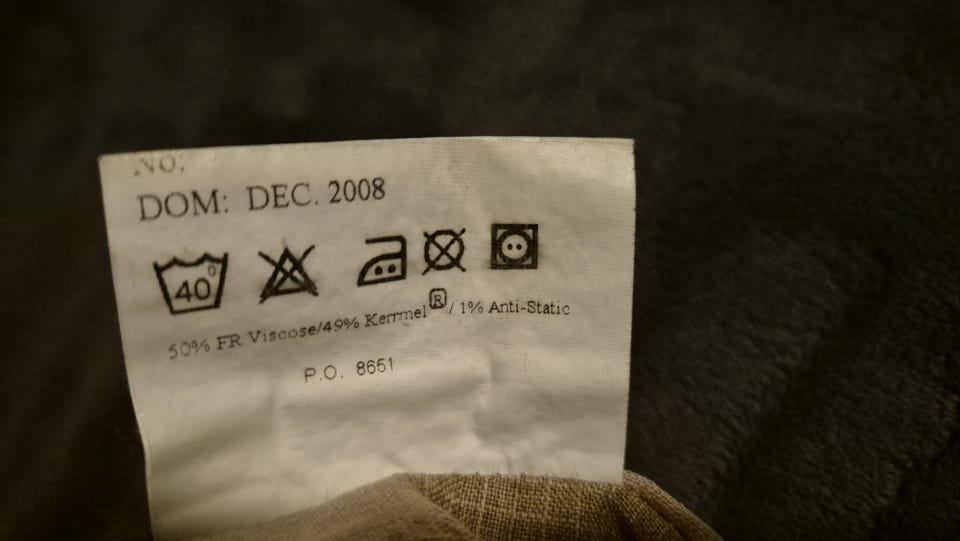 NO:
DOM: DEC. 2008
40°
50% FR Viscose/49% Kermel® / 1% Anti-Static
P.O. 8651